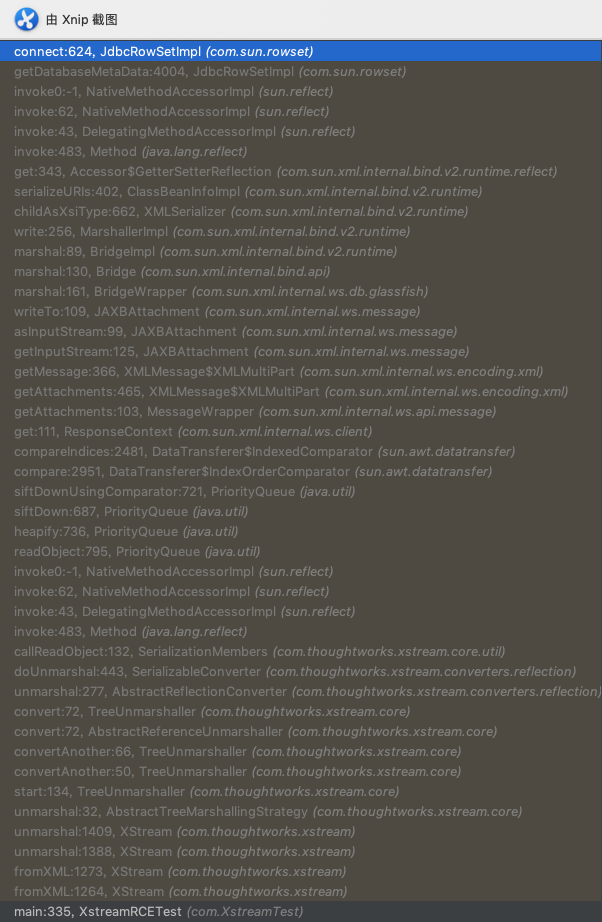 由 Xnip 截图
connect:624, JdbcRowSetImpl (com.sun.rowset)
getDatabaseMetaData:4004, JdbcRowSetImpl (com.sun.rowset)
invoke0:-1, NativeMethodAccessorImpl (sun.reflect)
invoke:62, NativeMethodAccessorImpl (sun.reflect)
invoke:43, DelegatingMethodAccessorImpl (sun.reflect)
invoke:483, Method (java.lang.reflect)
get:343, Accessor$GetterSetterReflection (com.sun.xml.internal.bind.v2.runtime.reflect)
serializeURIs:402, ClassBeanInfoImpl (com.sun.xml.internal.bind.v2.runtime)
childAsXsiType:662, XMLSerializer (com.sun.xml.internal.bind.v2.runtime)
write:256, MarshallerImpl (com.sun.xml.internal.bind.v2.runtime)
marshal:89, BridgeImpl (com.sun.xml.internal.bind.v2.runtime)
marshal:130, Bridge (com.sun.xml.internal.bind.api)
marshal:161, BridgeWrapper (com.sun.xml.internal.ws.db.glassfish)
writeTo:109, JAXBAttachment (com.sun.xml.internal.ws.message)
asInputStream:99, JAXBAttachment (com.sun.xml.internal.ws.message)
getInputStream:125, JAXBAttachment (com.sun.xml.internal.ws.message)
getMessage:366, XMLMessage$XMLMultiPart (com.sun.xml.internal.ws.encoding.xml)
getAttachments:465, XMLMessage$XMLMultiPart (com.sun.xml.internal.ws.encoding.xml)
getAttachments:103, MessageWrapper (com.sun.xml.internal.ws.api.message)
get:111, ResponseContext (com.sun.xml.internal.ws.client)
compareIndices:2481, DataTransferer$IndexedComparator (sun.awt.datatransfer)
compare:2951, DataTransferer$IndexOrderComparator (sun.awt.datatransfer)
siftDownUsingComparator:721, PriorityQueue (java.util)
siftDown:687, PriorityQueue (java.util)
heapify:736, PriorityQueue (java.util)
readObject:795, PriorityQueue (java.util)
invoke0:-1, NativeMethodAccessorImpl (sun.reflect)
invoke:62, NativeMethodAccessorImpl (sun.reflect)
invoke:43, DelegatingMethodAccessorImpl (sun.reflect)
invoke:483, Method (java.lang.reflect)
callReadObject:132, SerializationMembers (com.thoughtworks.xstream.core.util)
doUnmarshal:443, SerializableConverter (com.thoughtworks.xstream.converters.reflection)
unmarshal:277, AbstractReflectionConverter (com.thoughtworks.xstream.converters.reflection)
convert:72, TreeUnmarshaller (com.thoughtworks.xstream.core)
convert:72, AbstractReferenceUnmarshaller (com.thoughtworks.xstream.core)
convertAnother:66, TreeUnmarshaller (com.thoughtworks.xstream.core)
convertAnother:50, TreeUnmarshaller (com.thoughtworks.xstream.core)
start:134, TreeUnmarshaller (com.thoughtworks.xstream.core)
unmarshal:32, AbstractTreeMarshallingStrategy (com.thoughtworks.xstream.core)
unmarshal:1409, XStream (com.thoughtworks.xstream)
unmarshal:1388, XStream (com.thoughtworks.xstream)
fromXML:1273, XStream (com.thoughtworks.xstream)
fromXML:1264, XStream (com.thoughtworks.xstream)
main:335, XstreamRCETest (com.XstreamTest)